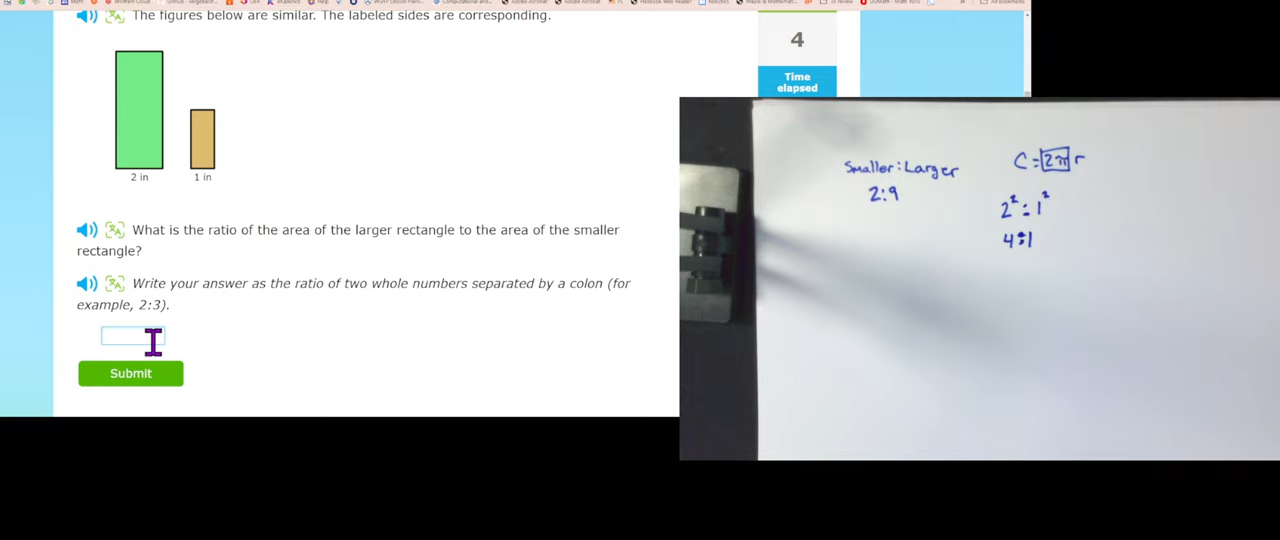 The figures below are similar. The labeled sides are corresponding.
2 in
1 in
What is the ratio of the area of the larger rectangle to the area of the smaller
rectangle?
Write your answer as the ratio of two whole numbers separated by a colon (for
example, 2:3).
Submit
4
Time
elapsed
Smaller:Larger
2:9
C=2πr
2²:1²
4:1